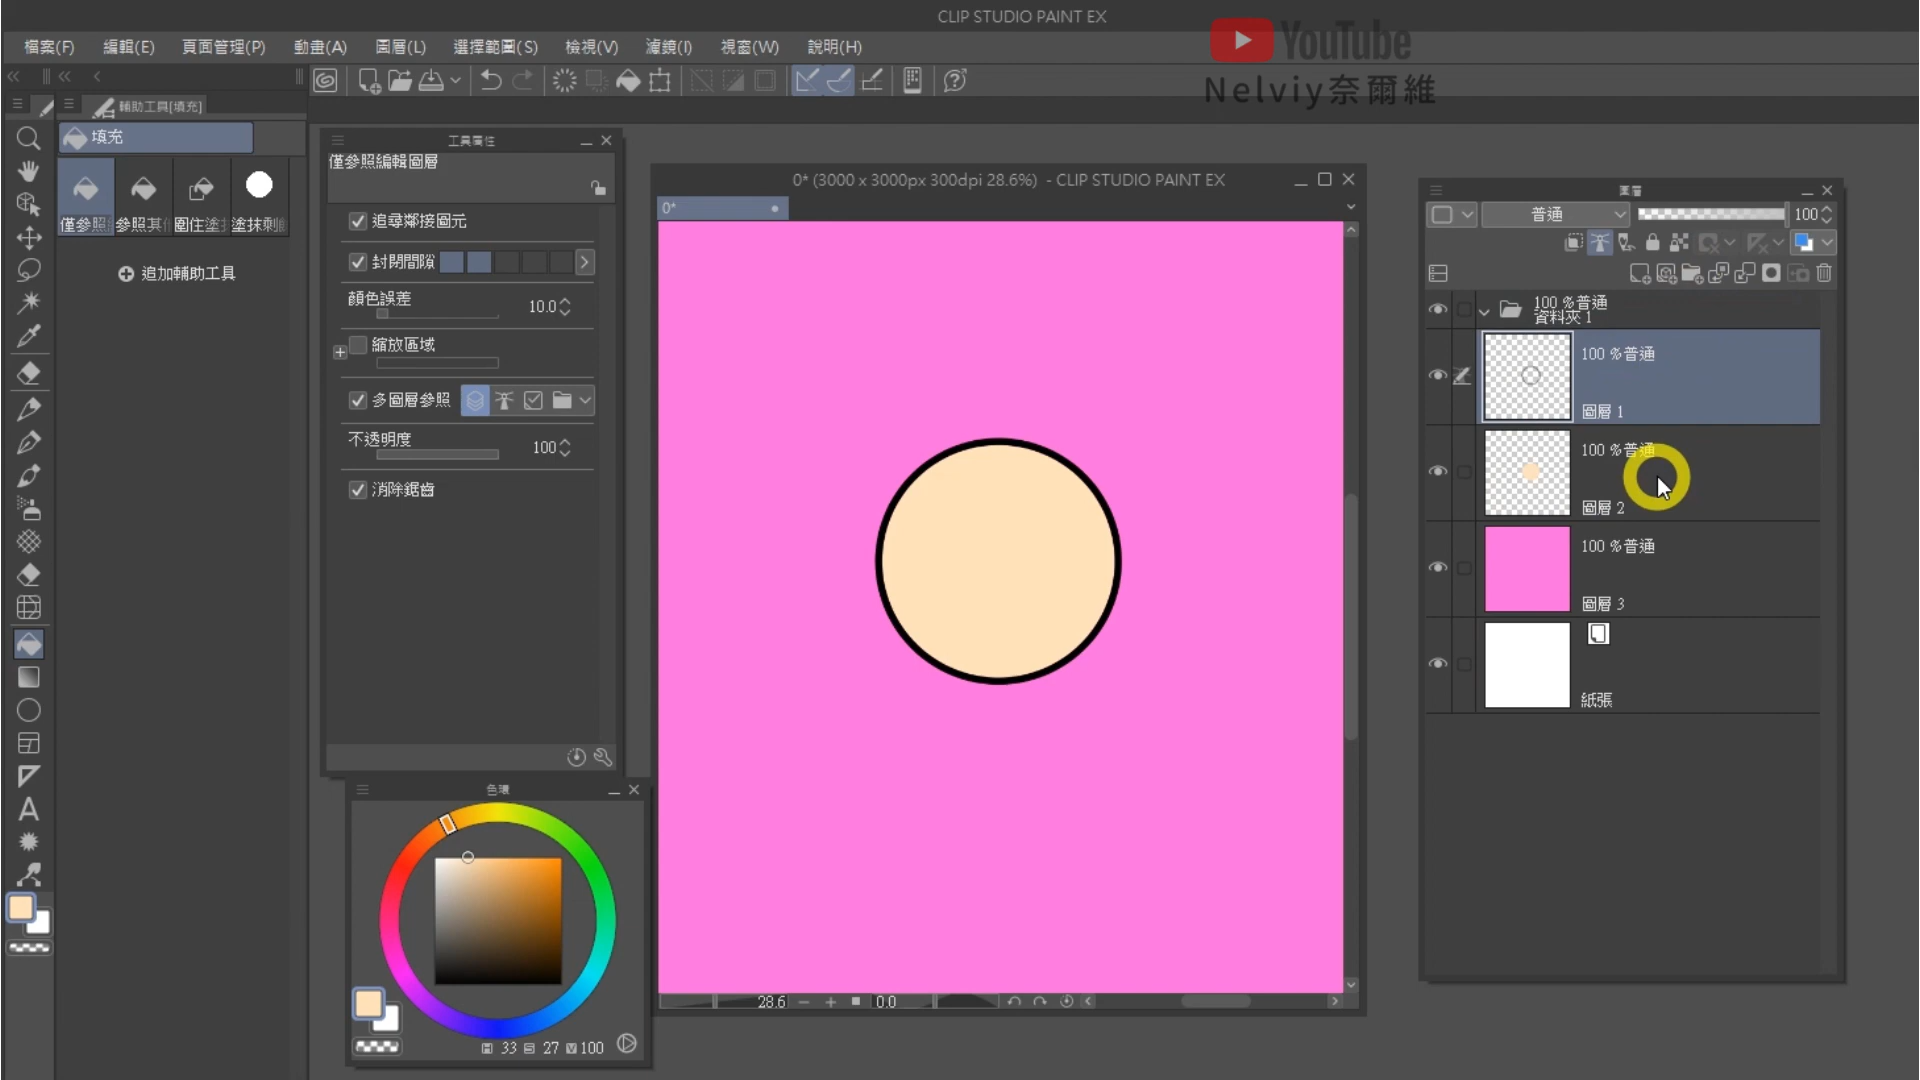 CLIP STUDIO PAINT EX
YouTube
Nelviy奈爾維
檔案(F) 編輯(E) 頁面管理(P) 動畫(A) 圖層(L) 選擇範圍(S) 檢視(V) 濾鏡(I) 視窗(W) 說明(H)
輔助工具[填充]
填充
僅參照 參照其 圍住塗 塗抹剩
追加輔助工具
工具屬性
僅參照編輯圖層
追尋鄰接圖元
封閉間隙
顏色誤差 10.0
縮放區域
多圖層參照
不透明度 100
消除鋸齒
色環
H 33 S 27 V 100
0* (3000 x 3000px 300dpi 28.6%) - CLIP STUDIO PAINT EX
0*
28.6 0.0
圖層
普通 100
100 %普通
資料夾 1
100 %普通
圖層 1
100 %普通
圖層 2
100 %普通
圖層 3
紙張